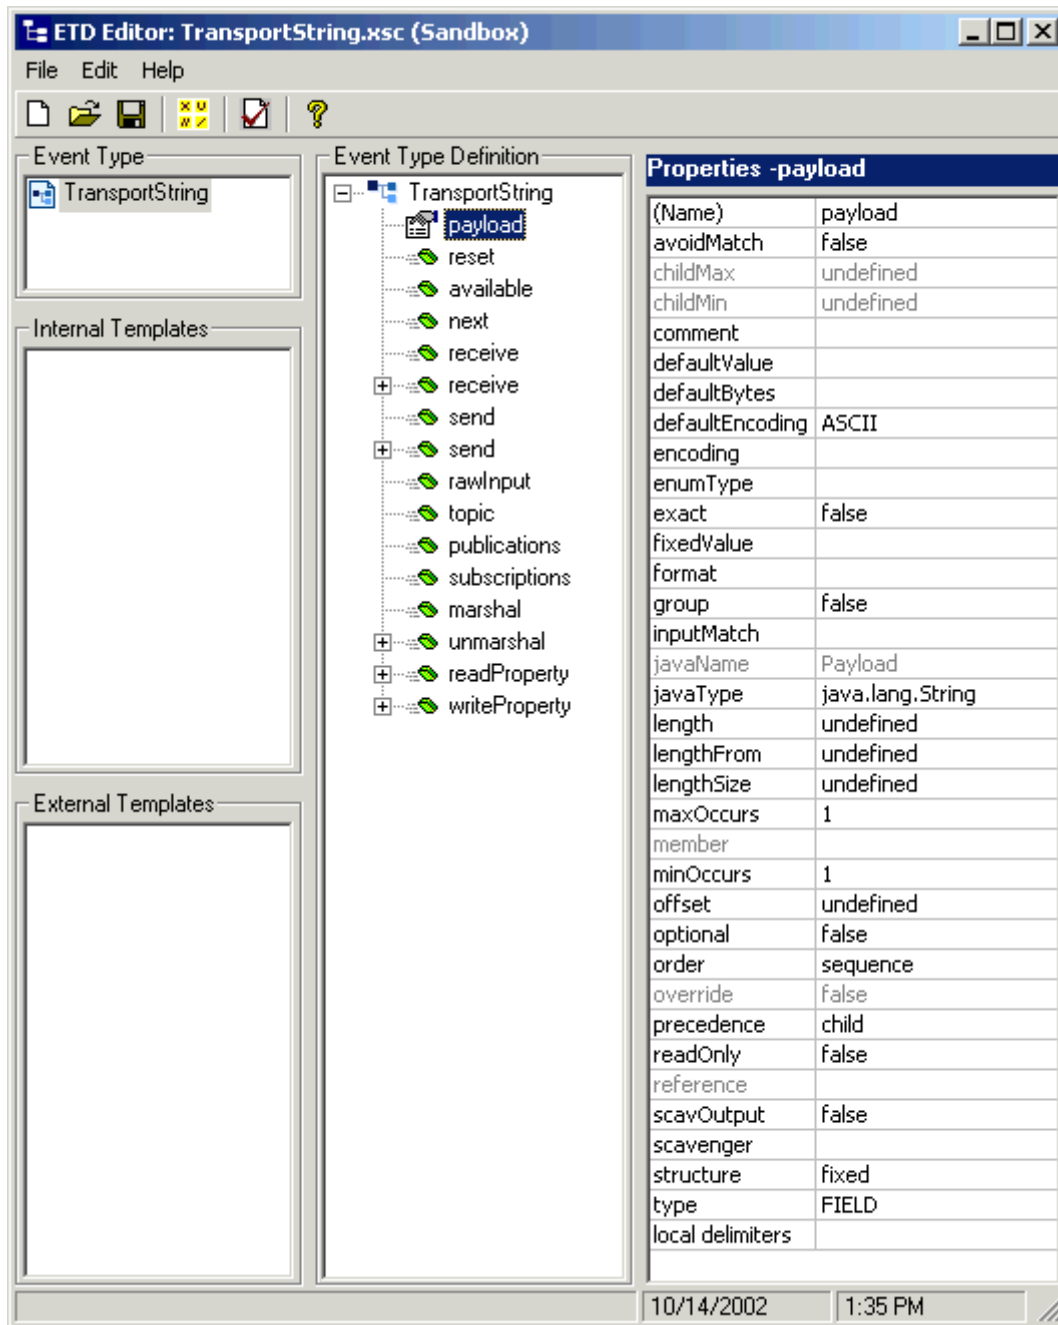 ETD Editor: TransportString.xsc (Sandbox)
File Edit Help
Event Type
TransportString
Internal Templates
External Templates
Event Type Definition
TransportString
payload
reset
available
next
receive
receive
send
send
rawInput
topic
publications
subscriptions
marshal
unmarshal
readProperty
writeProperty
Properties -payload
(Name) payload
avoidMatch false
childMax undefined
childMin undefined
comment
defaultValue
defaultBytes
defaultEncoding ASCII
encoding
enumType
exact false
fixedValue
format
group false
inputMatch
javaName Payload
javaType java.lang.String
length undefined
lengthFrom undefined
lengthSize undefined
maxOccurs 1
member
minOccurs 1
offset undefined
optional false
order sequence
override false
precedence child
readOnly false
reference
scavOutput false
scavenger
structure fixed
type FIELD
local delimiters
10/14/2002 1:35 PM